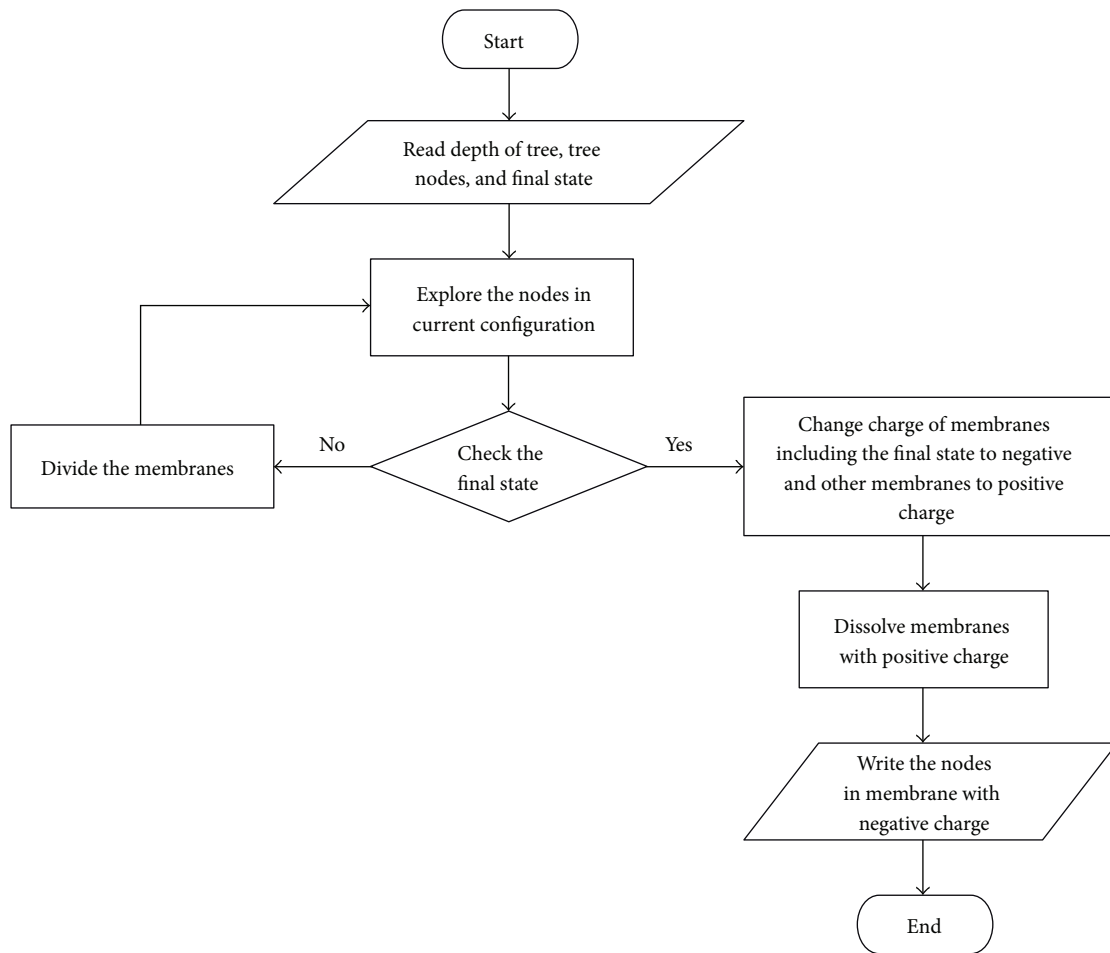 Start
Read depth of tree, tree
nodes, and final state
Explore the nodes in
current configuration
No
Check the
final state
Yes
Divide the membranes
Change charge of membranes
including the final state to negative
and other membranes to positive
charge
Dissolve membranes
with positive charge
Write the nodes
in membrane with
negative charge
End